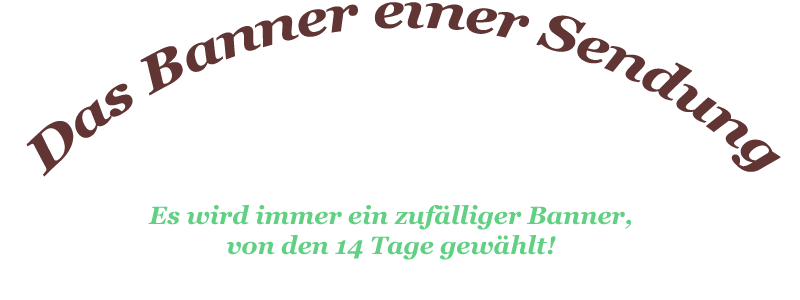 Das Banner einer Sendung
Es wird immer ein zufälliger Banner,
von den 14 Tage gewählt!